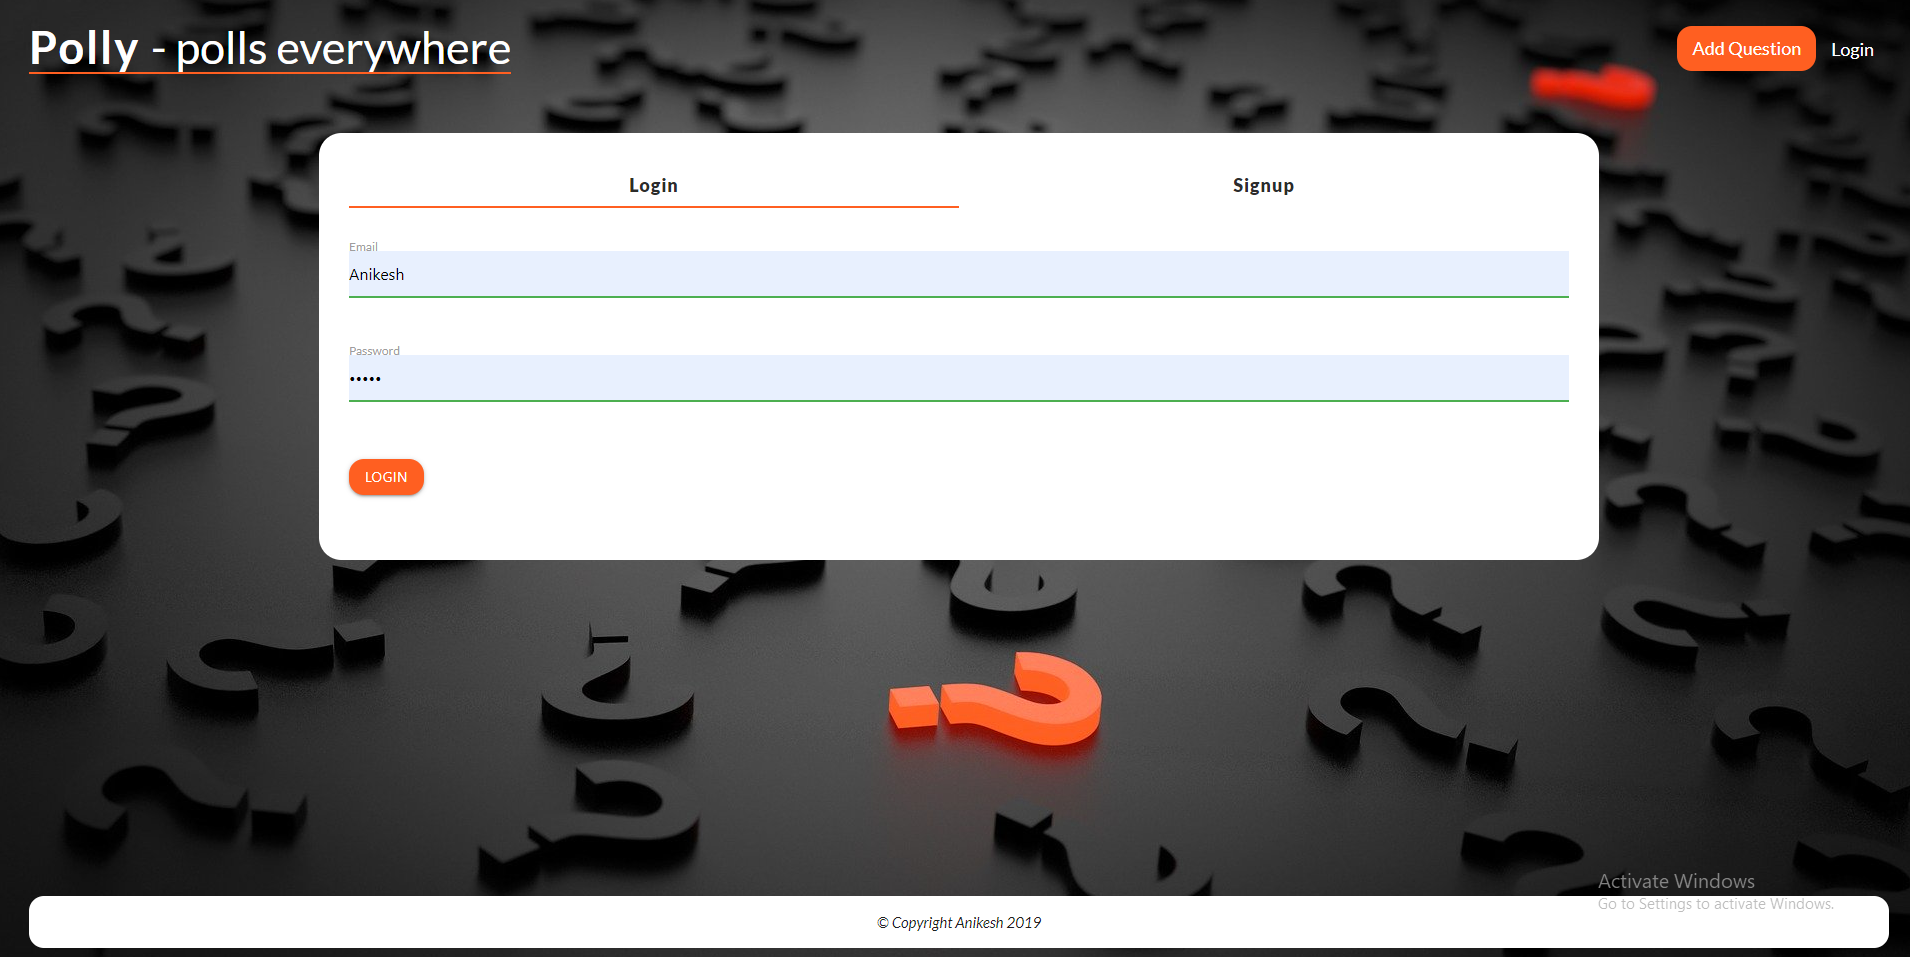 Polly - polls everywhere
Add Question
Login
Login
Signup
Email
Anikesh
Password
•••••
LOGIN
Activate Windows
Go to Settings to activate Windows.
© Copyright Anikesh 2019